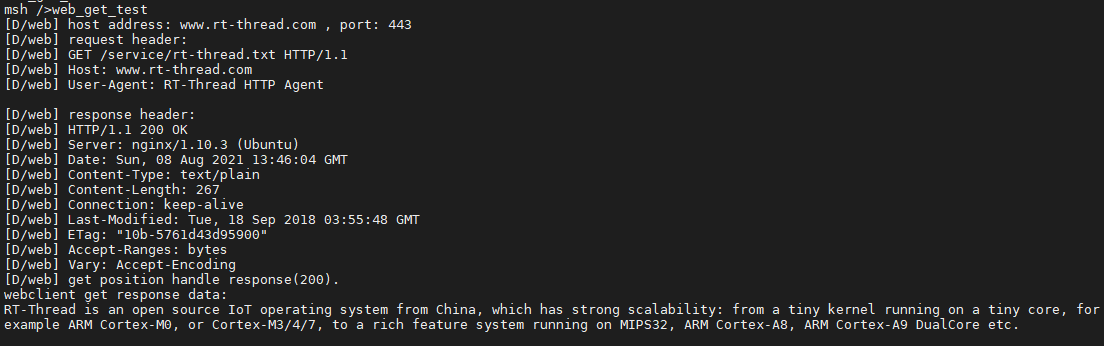 msh />web_get_test
[D/web] host address: www.rt-thread.com , port: 443
[D/web] request header:
[D/web] GET /service/rt-thread.txt HTTP/1.1
[D/web] Host: www.rt-thread.com
[D/web] User-Agent: RT-Thread HTTP Agent
[D/web] response header:
[D/web] HTTP/1.1 200 OK
[D/web] Server: nginx/1.10.3 (Ubuntu)
[D/web] Date: Sun, 08 Aug 2021 13:46:04 GMT
[D/web] Content-Type: text/plain
[D/web] Content-Length: 267
[D/web] Connection: keep-alive
[D/web] Last-Modified: Tue, 18 Sep 2018 03:55:48 GMT
[D/web] ETag: "10b-5761d43d95900"
[D/web] Accept-Ranges: bytes
[D/web] Vary: Accept-Encoding
[D/web] get position handle response(200).
webclient get response data:
RT-Thread is an open source IoT operating system from China, which has strong scalability: from a tiny kernel running on a tiny core, for
example ARM Cortex-M0, or Cortex-M3/4/7, to a rich feature system running on MIPS32, ARM Cortex-A8, ARM Cortex-A9 DualCore etc.